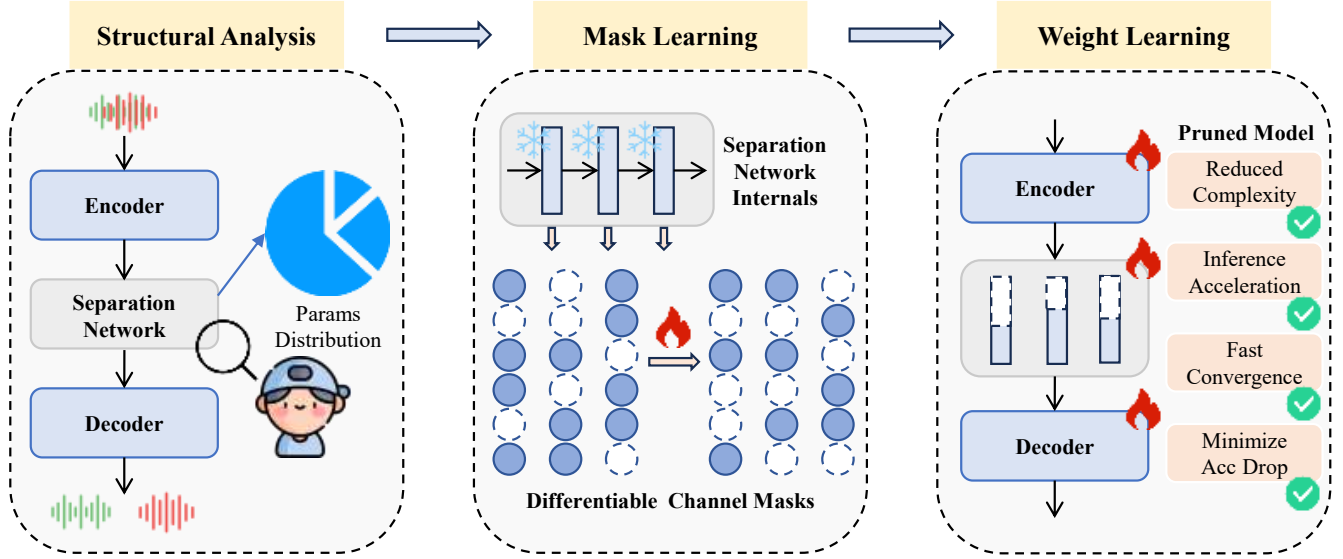 Structural Analysis
Mask Learning
Weight Learning
Encoder
Separation
Network
Params
Distribution
Decoder
Separation
Network
Internals
Differentiable Channel Masks
Pruned Model
Encoder
Reduced
Complexity
Inference
Acceleration
Fast
Convergence
Decoder
Minimize
Acc Drop